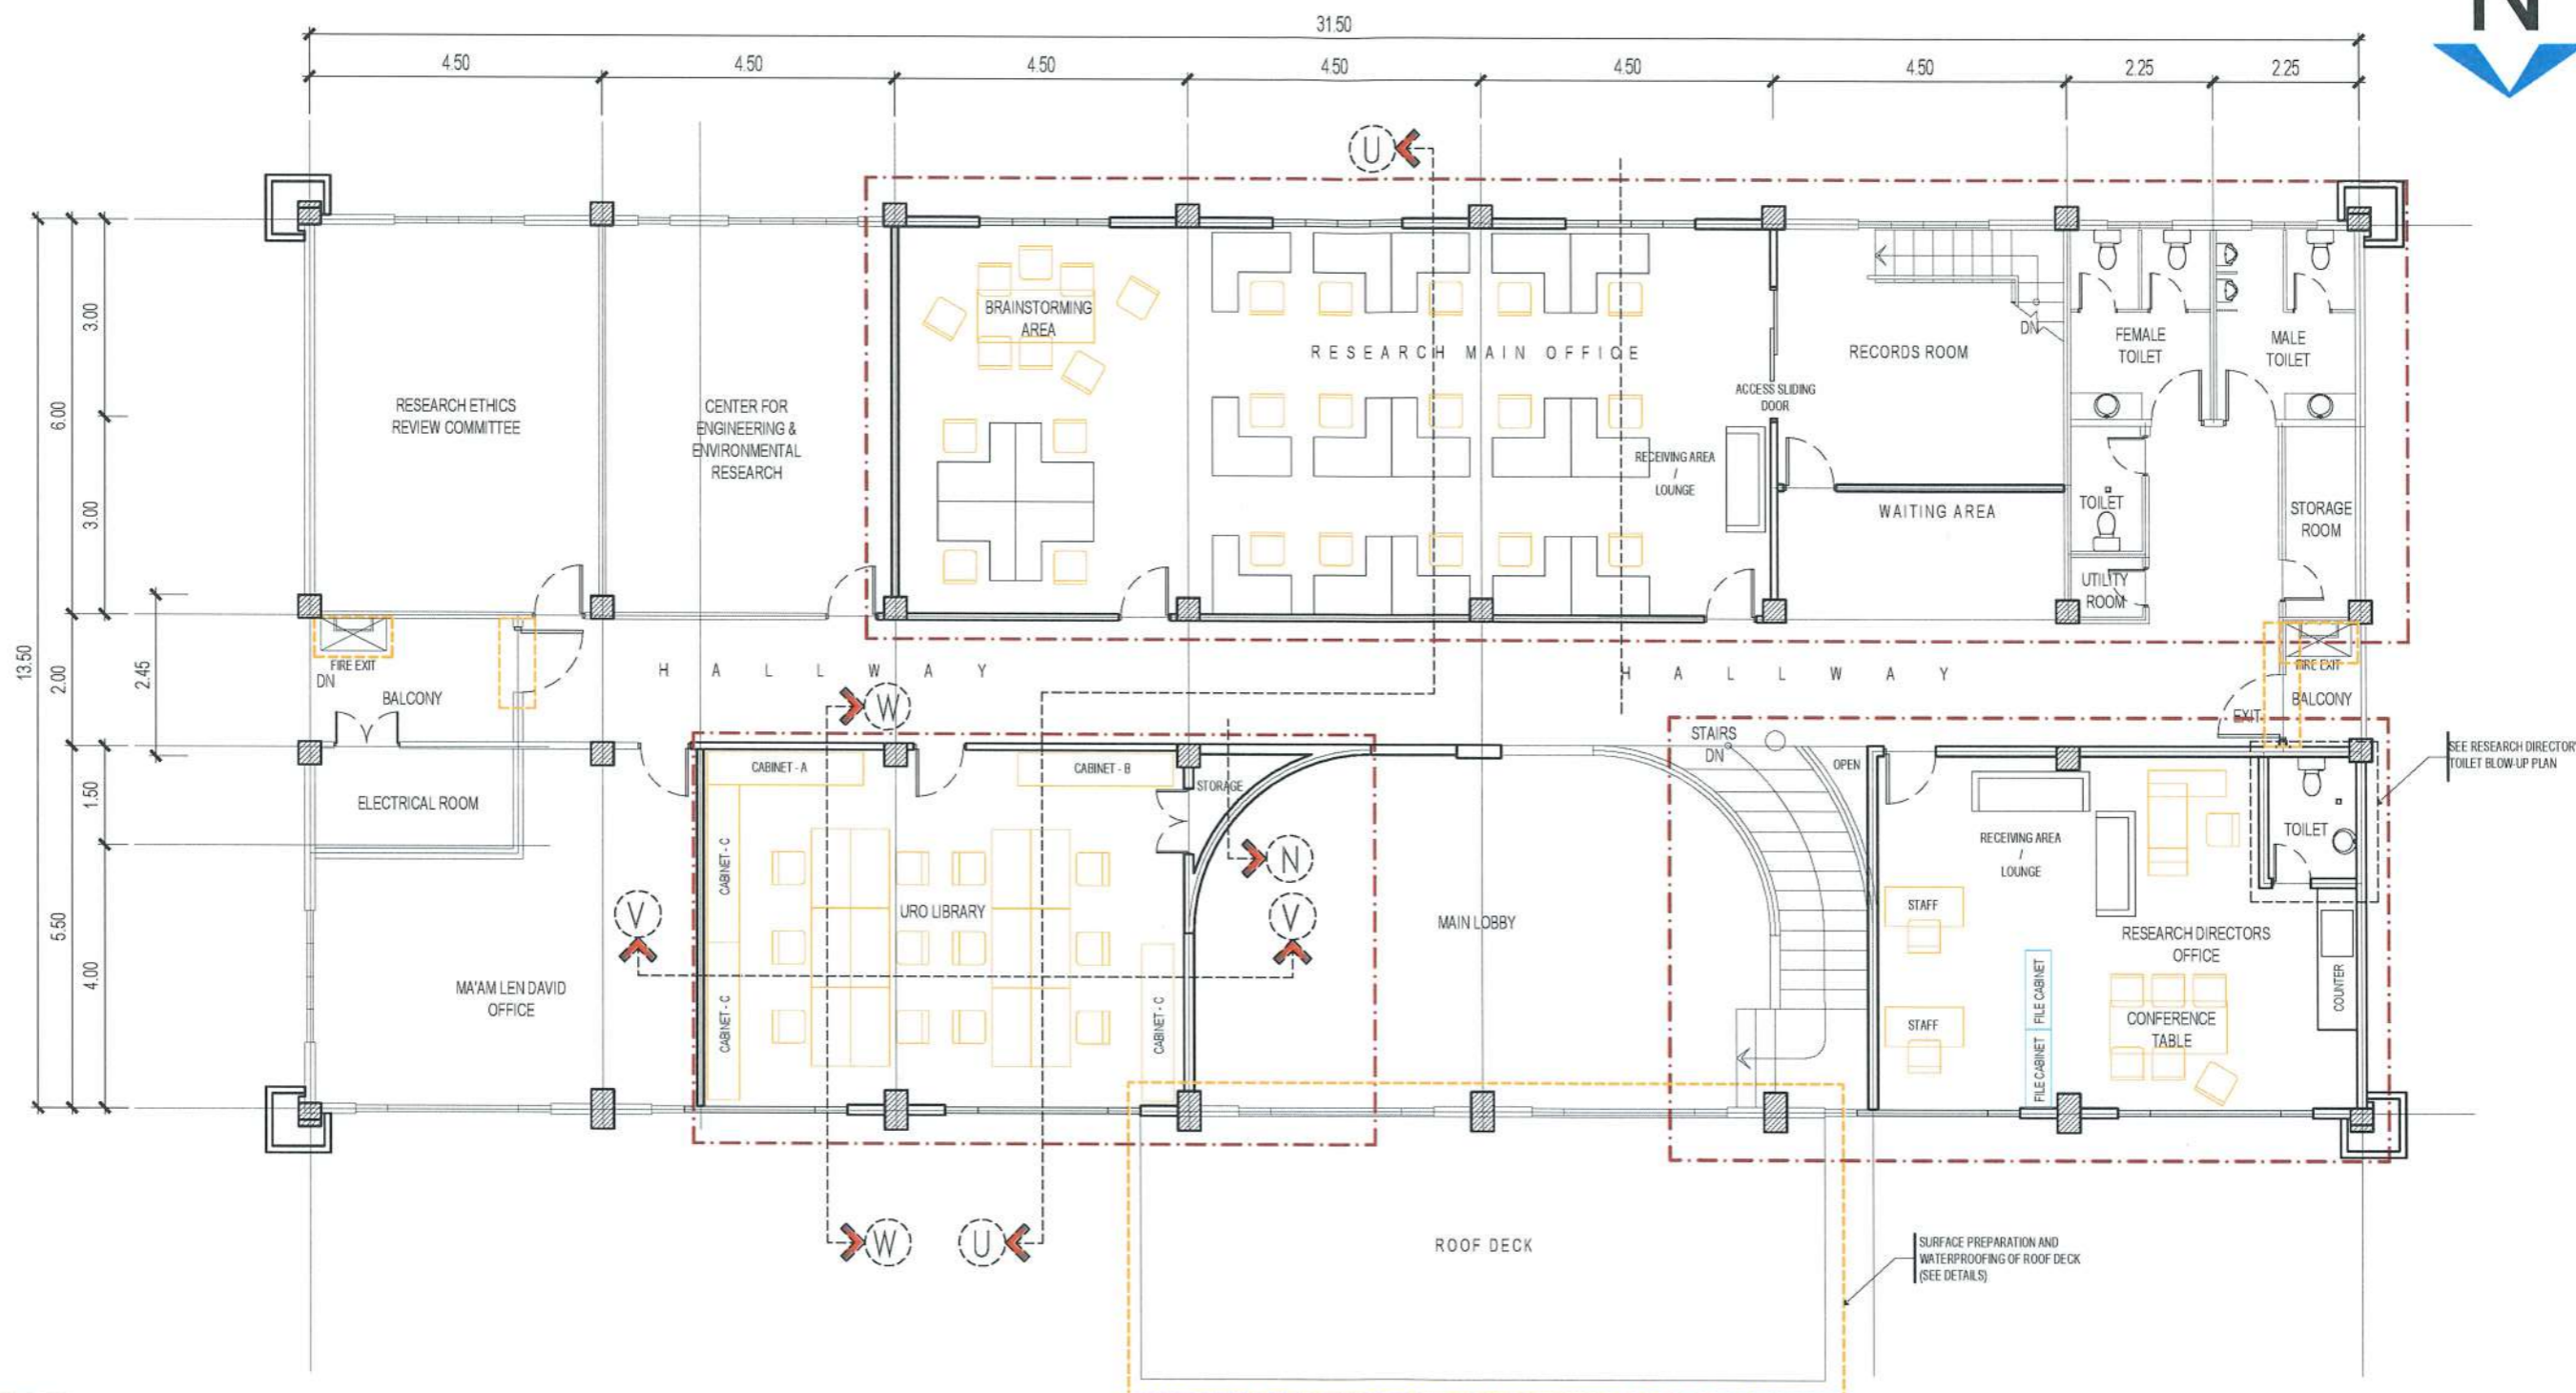 N
31.50
4.50
4.50
4.50
4.50
4.50
4.50
2.25
2.25
U
3.00
6.00
3.00
13.50
2.00
2.45
1.50
5.50
4.00
BRAINSTORMING
AREA
RESEARCH MAIN OFFICE
RECORDS ROOM
DN
FEMALE
TOILET
MALE
TOILET
RESEARCH ETHICS
REVIEW COMMITTEE
CENTER FOR
ENGINEERING &
ENVIRONMENTAL
RESEARCH
ACCESS SLIDING
DOOR
RECEIVING AREA
/
LOUNGE
WAITING AREA
TOILET
STORAGE
ROOM
UTILITY
ROOM
FIRE EXIT
DN
BALCONY
HALLWAY
HALLWAY
FIRE EXIT
BALCONY
EXIT
W
STAIRS
DN
OPEN
SEE RESEARCH DIRECTOR
TOILET BLOW-UP PLAN
CABINET - A
CABINET - B
STORAGE
ELECTRICAL ROOM
CABINET - C
N
RECEIVING AREA
/
LOUNGE
TOILET
V
URO LIBRARY
V
MAIN LOBBY
STAFF
RESEARCH DIRECTORS
OFFICE
MA'AM LEN DAVID
OFFICE
CABINET - C
CABINET - C
STAFF
FILE CABINET
FILE CABINET
CONFERENCE
TABLE
COUNTER
W
U
ROOF DECK
SURFACE PREPARATION AND
WATERPROOFING OF ROOF DECK
(SEE DETAILS)